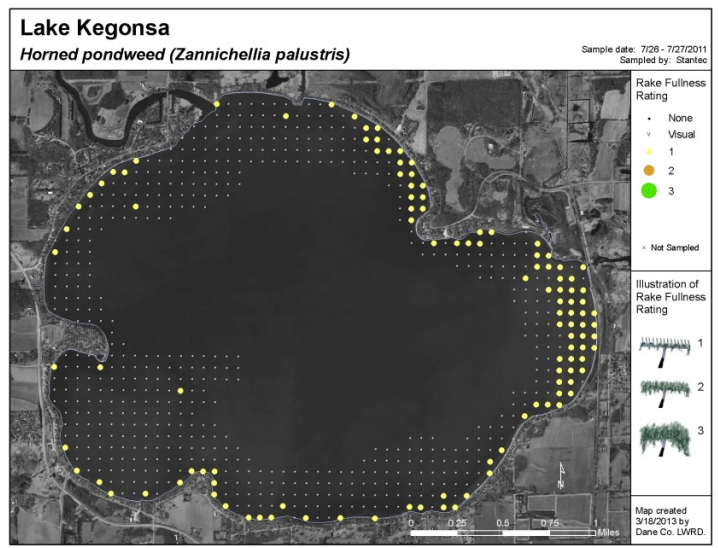 Lake Kegonsa
Horned pondweed (Zannichellia palustris)
Sample date: 7/26 - 7/27/2011
Sampled by: Stantec
Rake Fullness
Rating
None
Visual
1
2
3
Not Sampled
Illustration of
Rake Fullness
Rating
1
2
3
N
0 0.25 0.5 0.75 1
Miles
Map created
3/18/2013 by
Dane Co. LWRD.